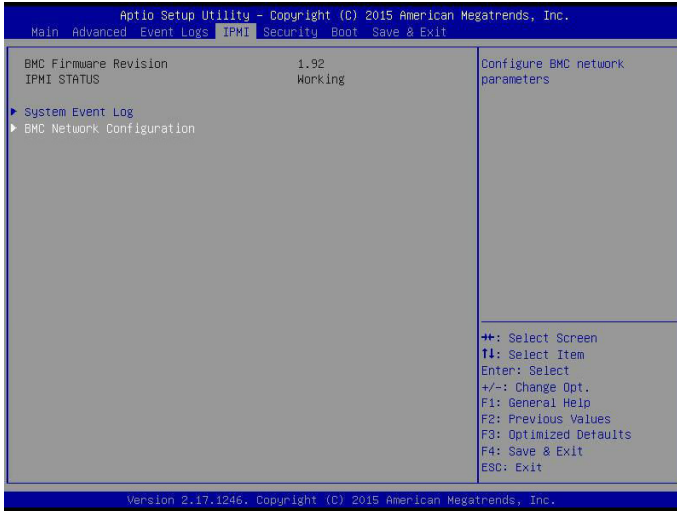 Aptio Setup Utility - Copyright (C) 2015 American Megatrends, Inc.
Main Advanced Event Logs IPMI Security Boot Save & Exit
BMC Firmware Revision 1.92
IPMI STATUS Working
System Event Log
BMC Network Configuration
Configure BMC network
parameters
→←: Select Screen
↑↓: Select Item
Enter: Select
+/-: Change Opt.
F1: General Help
F2: Previous Values
F3: Optimized Defaults
F4: Save & Exit
ESC: Exit
Version 2.17.1246. Copyright (C) 2015 American Megatrends, Inc.